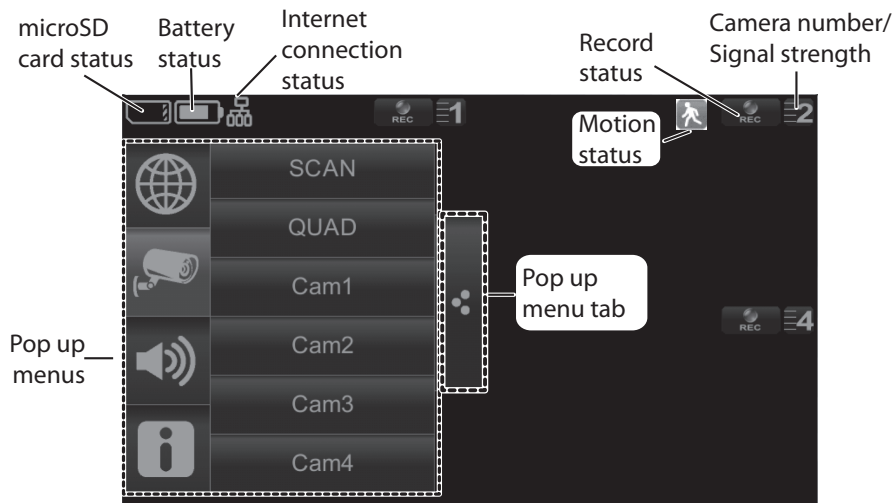 microSD
card status
Battery
status
Internet
connection
status
Record
status
Camera number/
Signal strength
REC
1
REC
2
Motion
status
SCAN
QUAD
Cam1
Cam2
Cam3
Cam4
Pop up
menu tab
REC
4
Pop up
menus